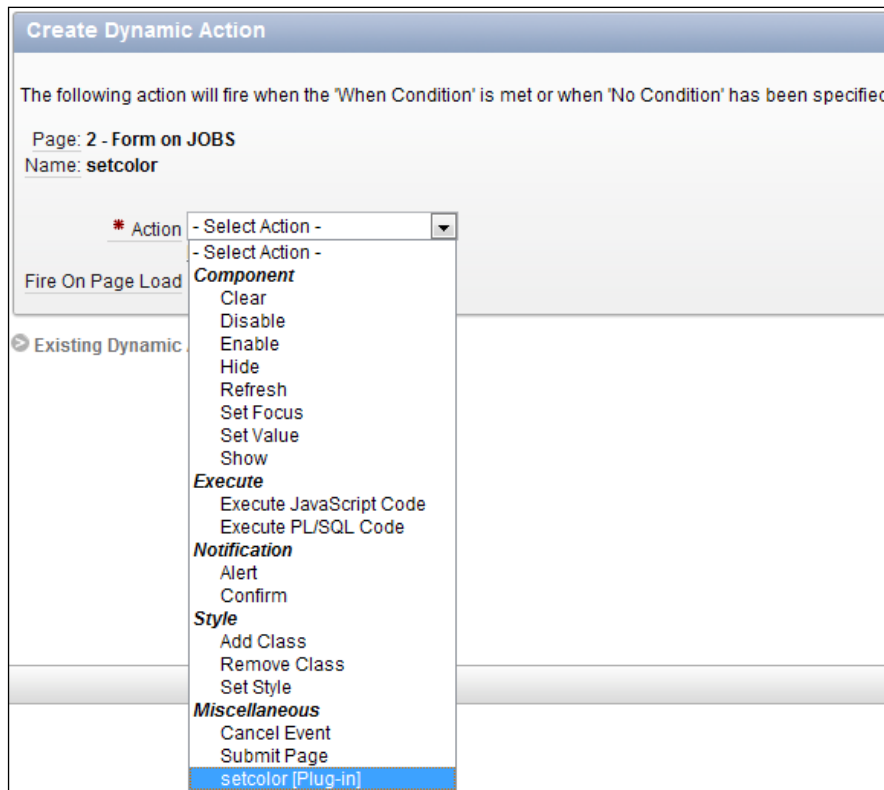 Create Dynamic Action
The following action will fire when the 'When Condition' is met or when 'No Condition' has been specified
Page: 2 - Form on JOBS
Name: setcolor
* Action - Select Action -
- Select Action -
Component
Fire On Page Load
Clear
Disable
Existing Dynamic
Enable
Hide
Refresh
Set Focus
Set Value
Show
Execute
Execute JavaScript Code
Execute PL/SQL Code
Notification
Alert
Confirm
Style
Add Class
Remove Class
Set Style
Miscellaneous
Cancel Event
Submit Page
setcolor [Plug-in]